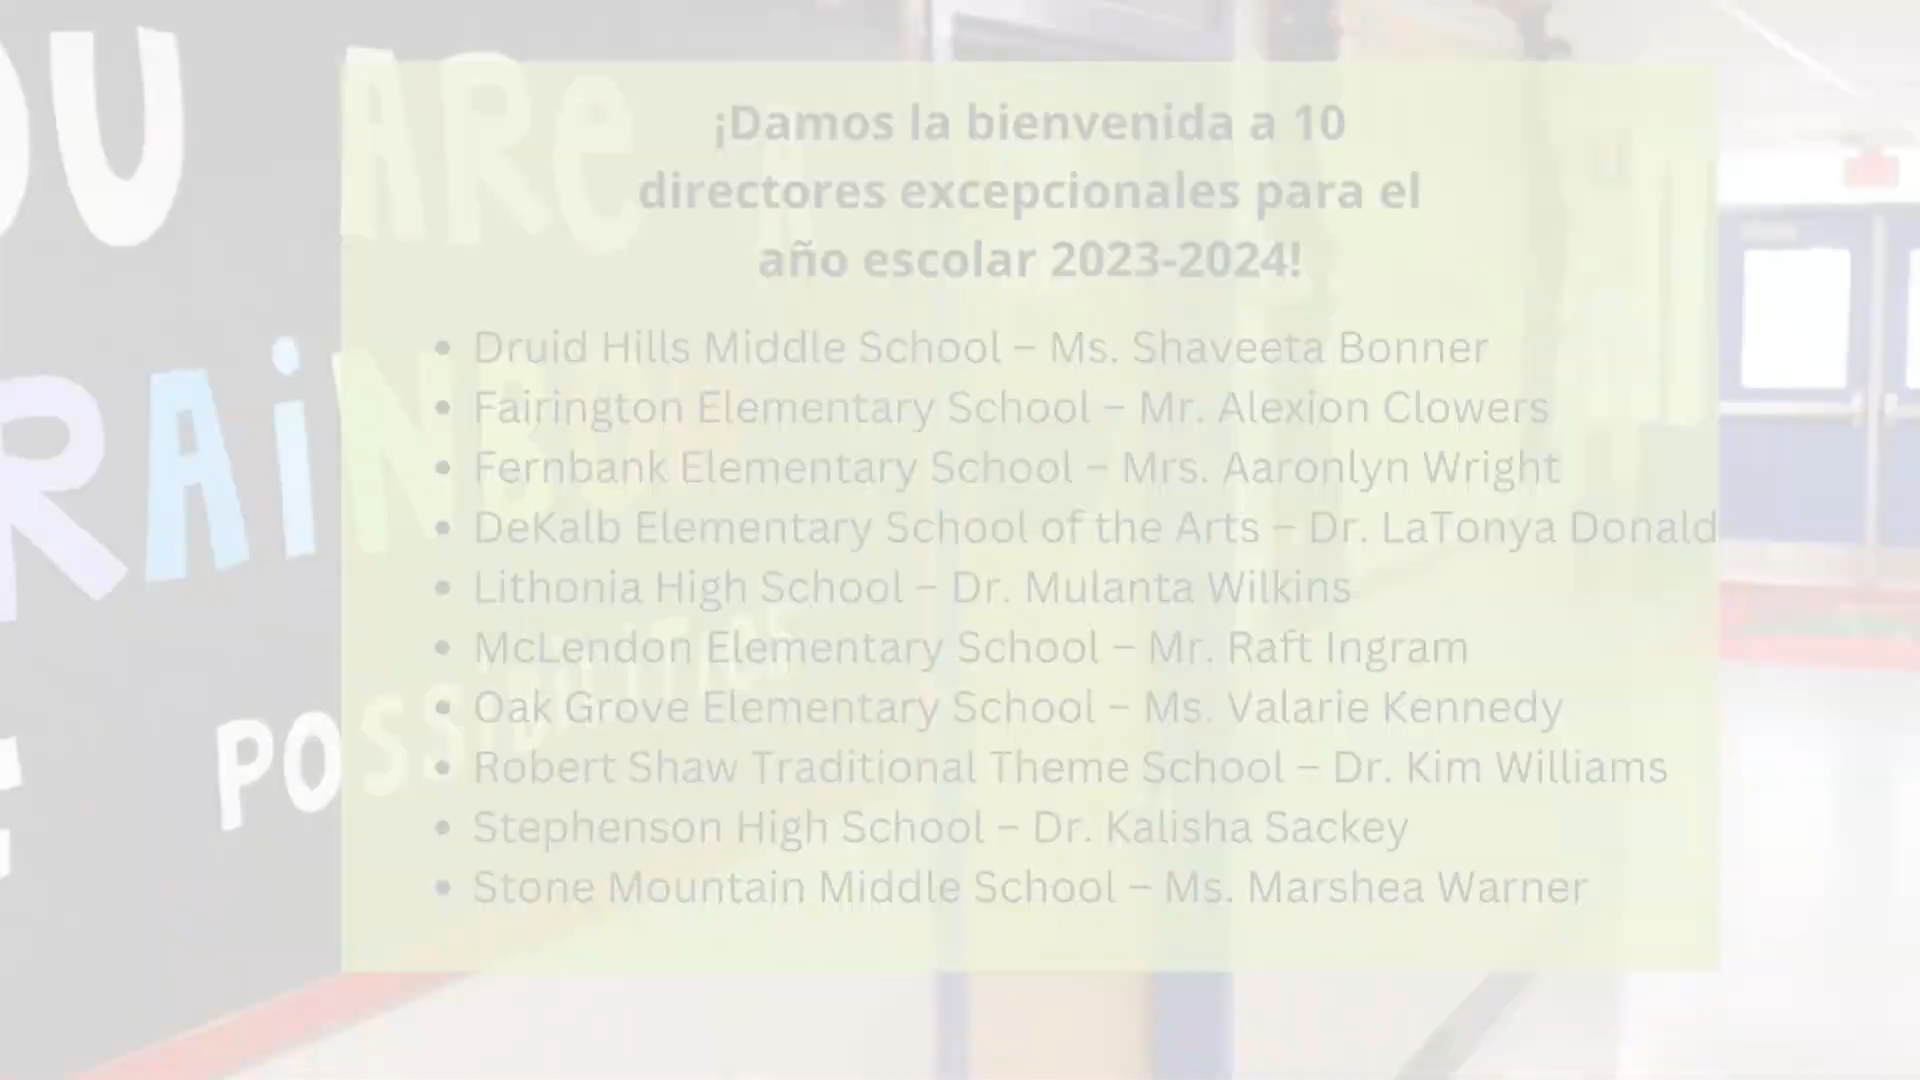 ¡Damos la bienvenida a 10
directores excepcionales para el
año escolar 2023-2024!
• Druid Hills Middle School – Ms. Shaveeta Bonner
• Fairington Elementary School – Mr. Alexion Clowers
• Fernbank Elementary School – Mrs. Aaronlyn Wright
• DeKalb Elementary School of the Arts – Dr. LaTonya Donald
• Lithonia High School – Dr. Mulanta Wilkins
• McLendon Elementary School – Mr. Raft Ingram
• Oak Grove Elementary School – Ms. Valarie Kennedy
• Robert Shaw Traditional Theme School – Dr. Kim Williams
• Stephenson High School – Dr. Kalisha Sackey
• Stone Mountain Middle School – Ms. Marshea Warner
OU ARe A
RAiNBO
POSSIBILITIES